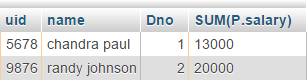 uid name Dno SUM(P.salary)
5678 chandra paul 1 13000
9876 randy johnson 2 20000